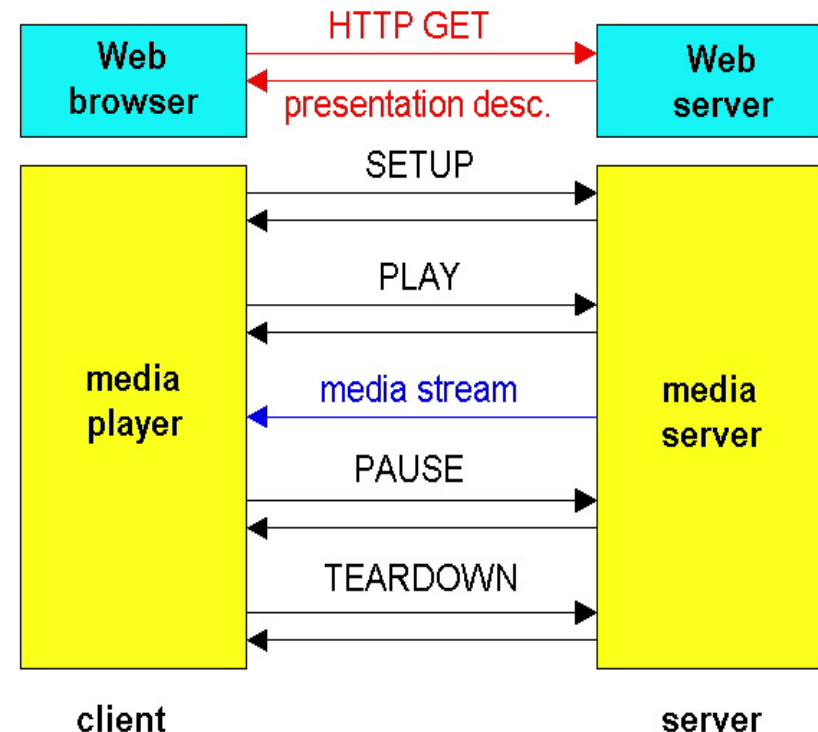 HTTP GET
Web
browser
Web
server
presentation desc.
SETUP
PLAY
media
player
media stream
media
server
PAUSE
TEARDOWN
client
server